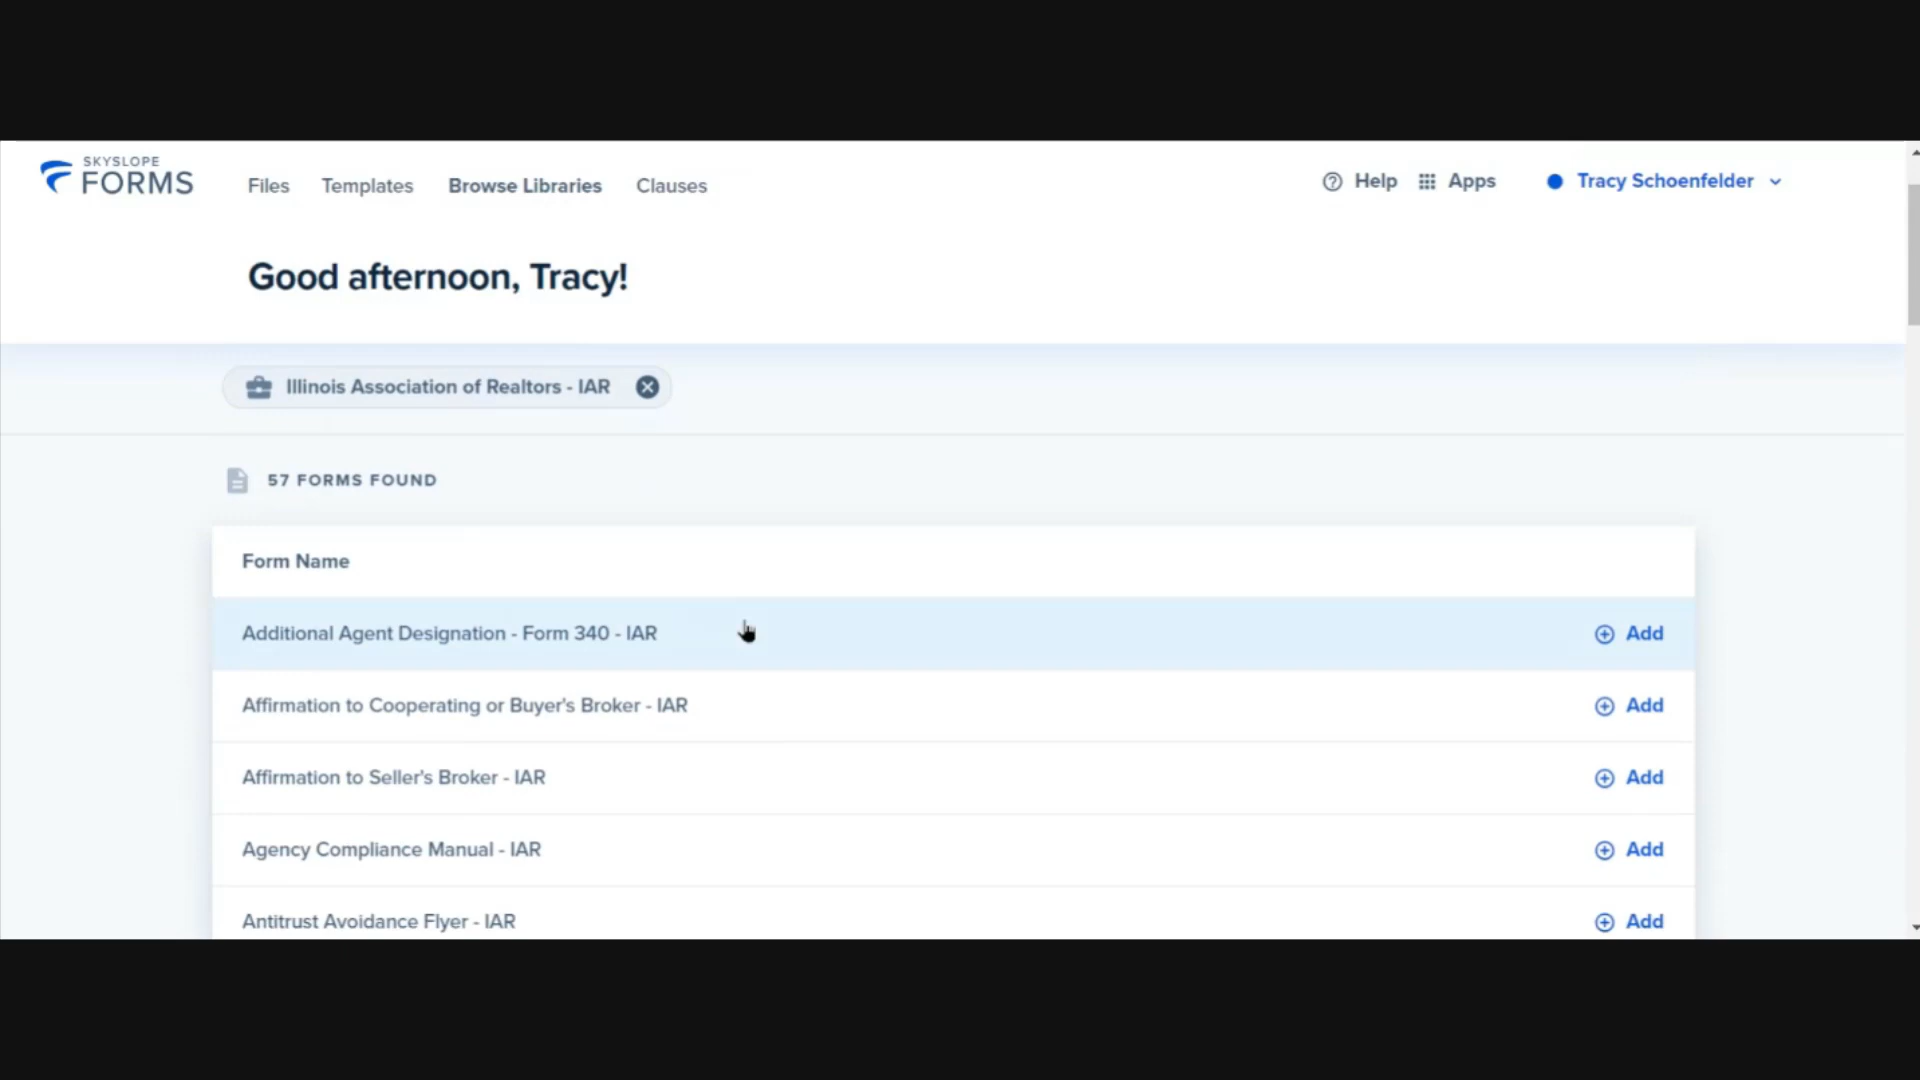 SKYSLOPE
FORMS
Files Templates Browse Libraries Clauses
Help Apps Tracy Schoenfelder
Good afternoon, Tracy!
Illinois Association of Realtors - IAR
57 FORMS FOUND
Form Name
Additional Agent Designation - Form 340 - IAR Add
Affirmation to Cooperating or Buyer's Broker - IAR Add
Affirmation to Seller's Broker - IAR Add
Agency Compliance Manual - IAR Add
Antitrust Avoidance Flyer - IAR Add